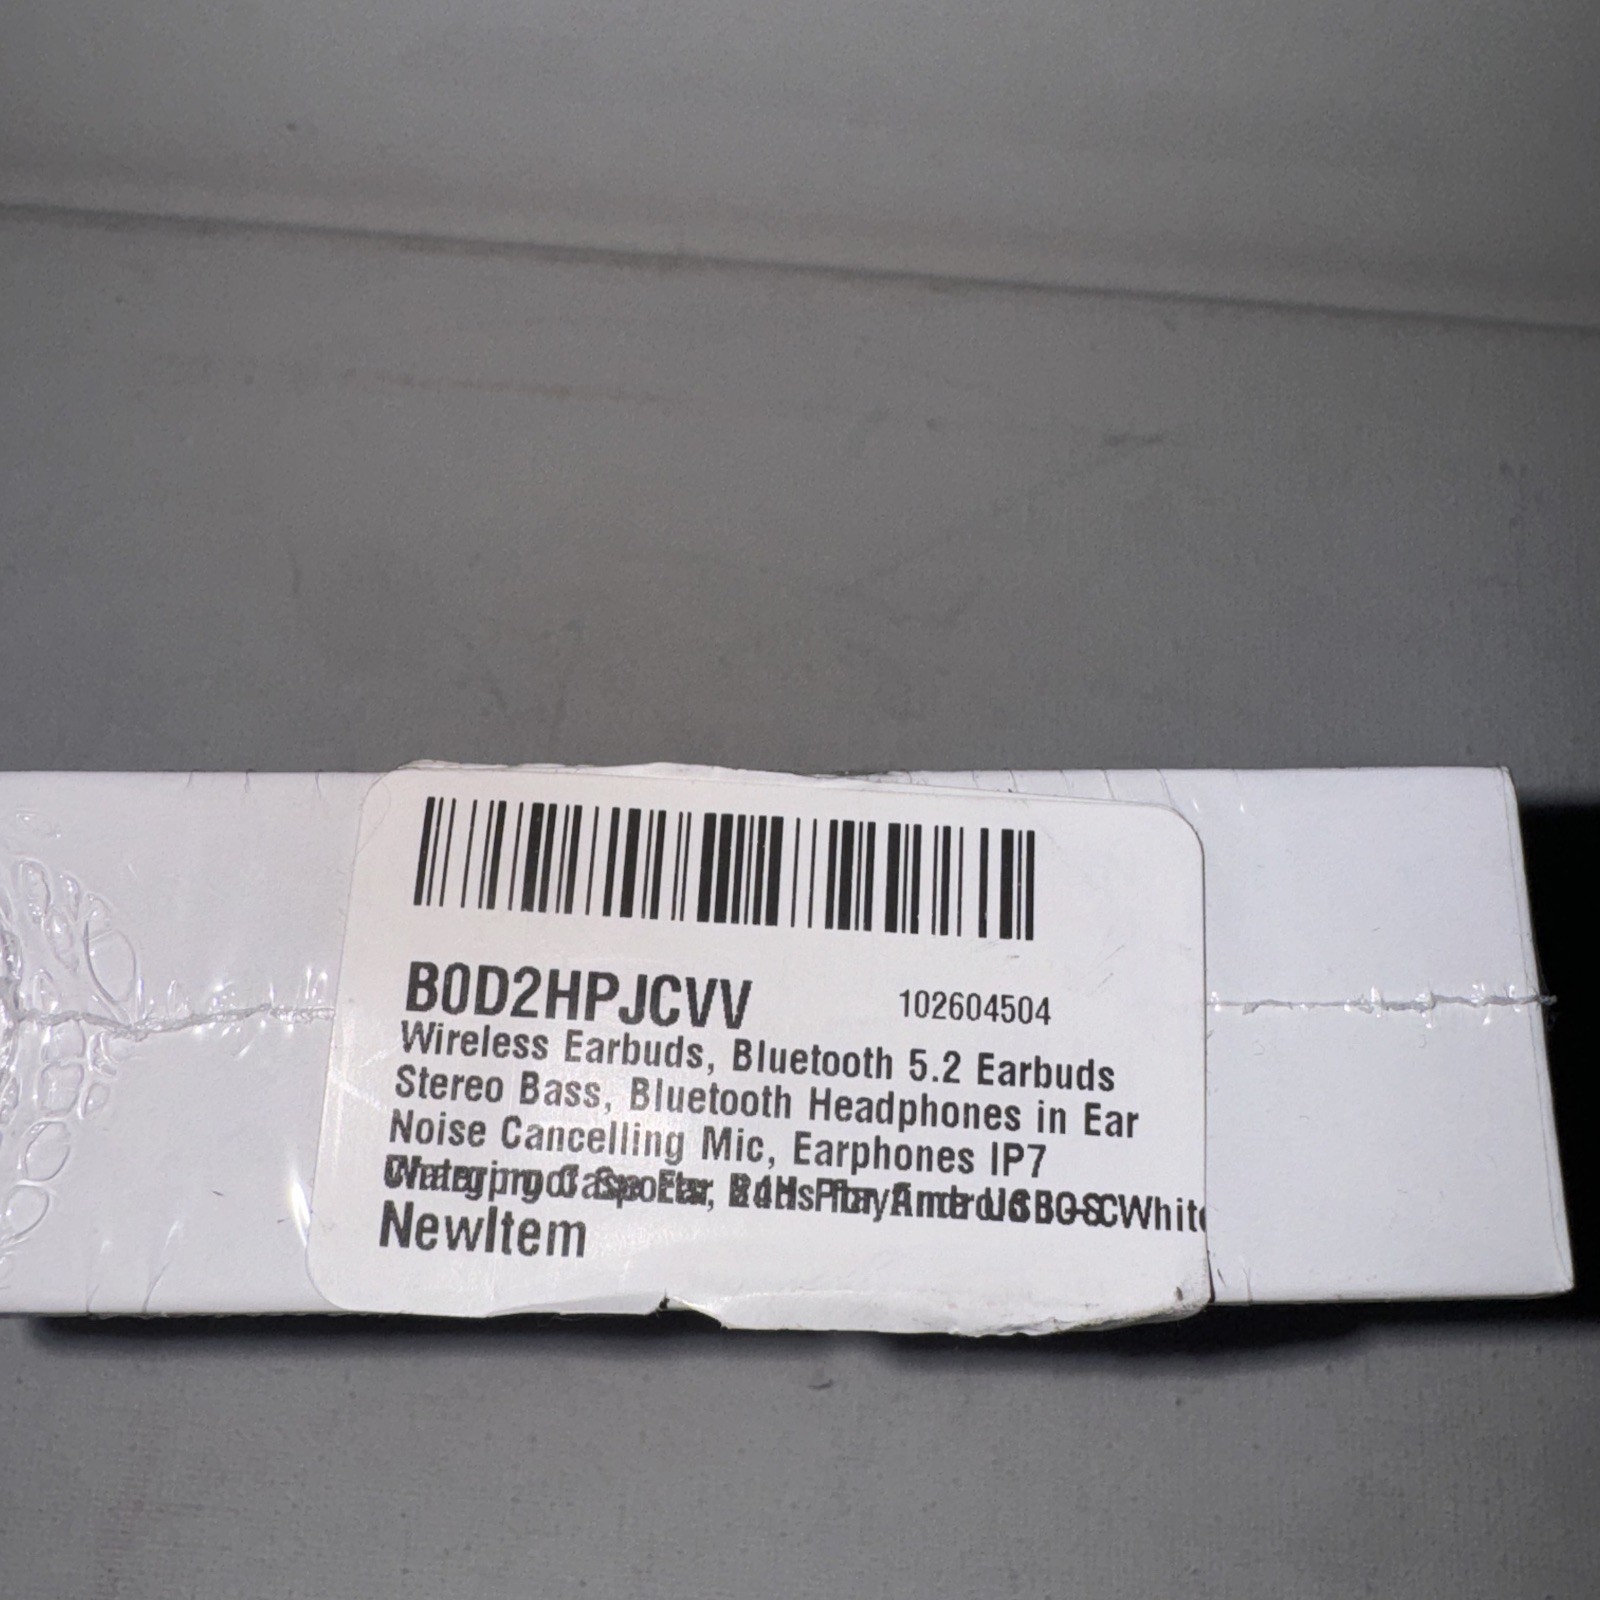 B0D2HPJCVV 102604504
Wireless Earbuds, Bluetooth 5.2 Earbuds
Stereo Bass, Bluetooth Headphones in Ear
Noise Cancelling Mic, Earphones IP7
White
NewItem